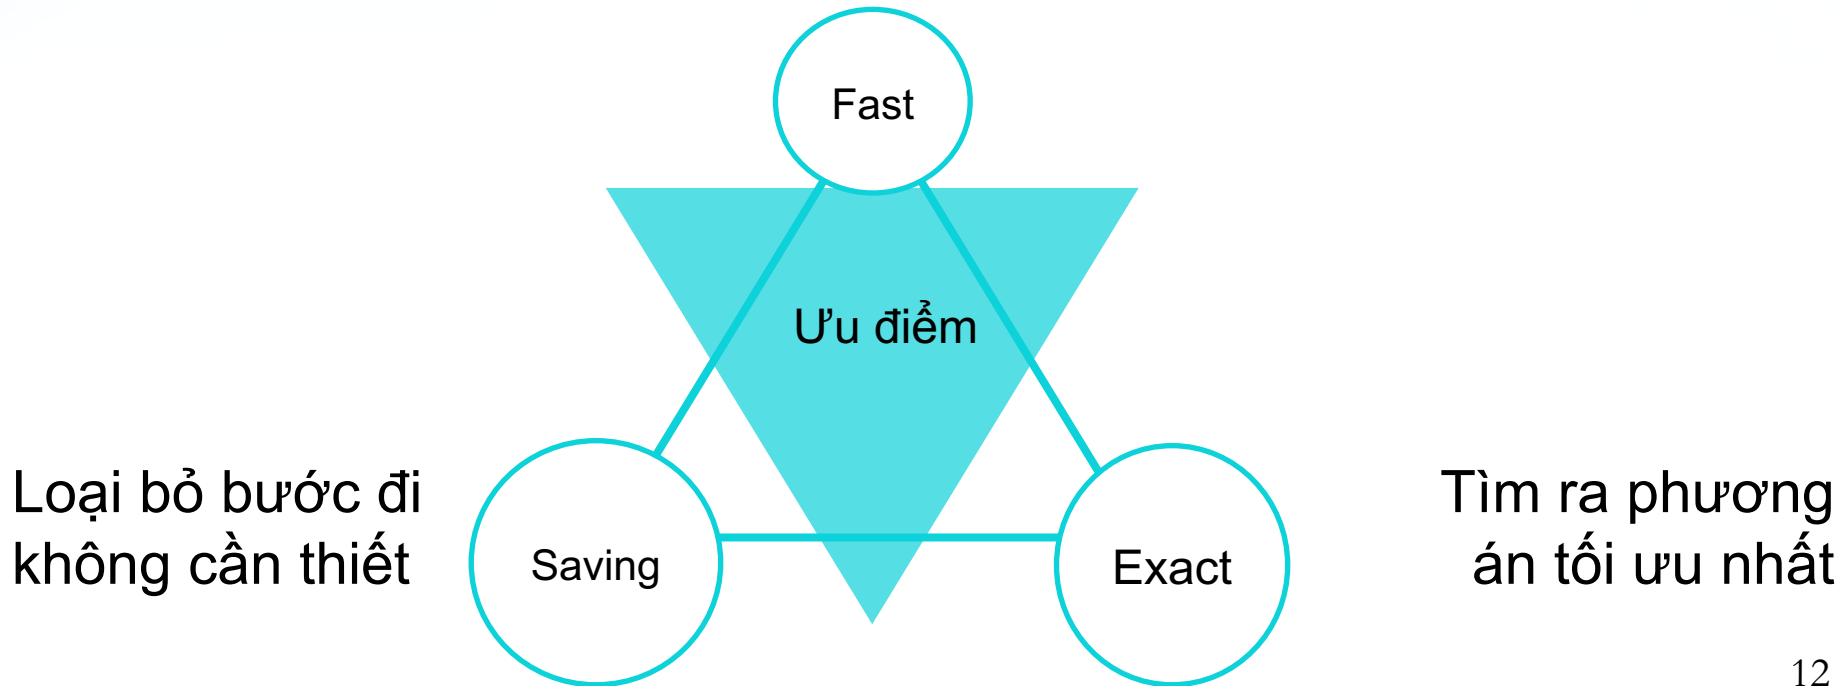 Fast
Ưu điểm
Loại bỏ bước đi
không cần thiết
Saving
Exact
Tìm ra phương
án tối ưu nhất
12